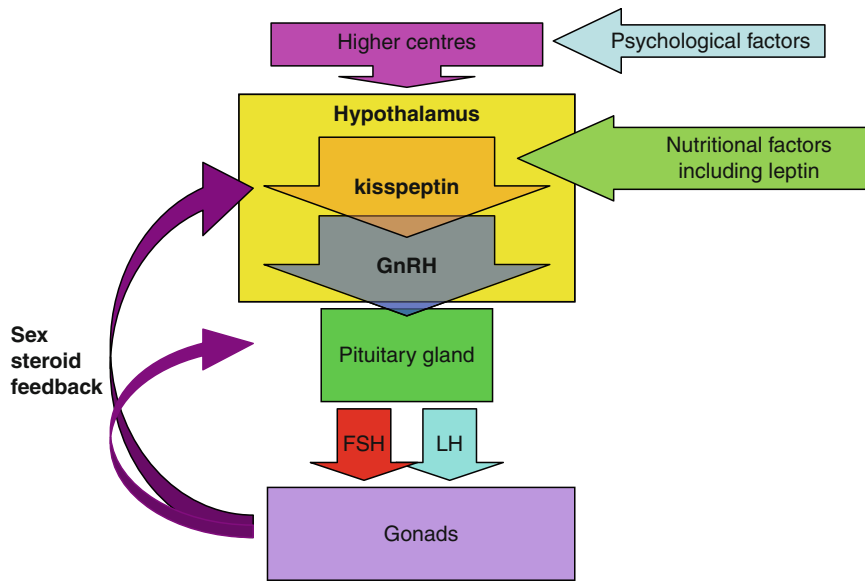 Higher centres
Psychological factors
Hypothalamus
Nutritional factors
including leptin
kisspeptin
GnRH
Sex
steroid
feedback
Pituitary gland
FSH
LH
Gonads